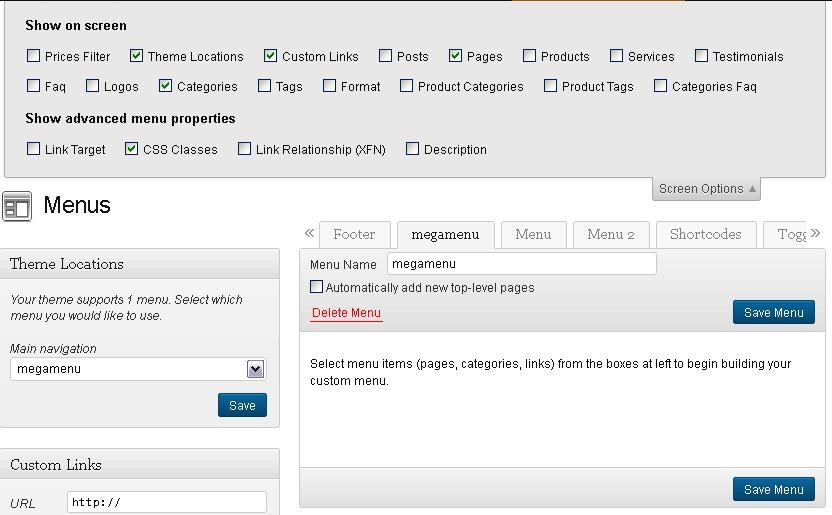 Show on screen
Prices Filter Theme Locations Custom Links Posts Pages Products Services Testimonials
Faq Logos Categories Tags Format Product Categories Product Tags Categories Faq
Show advanced menu properties
Link Target CSS Classes Link Relationship (XFN) Description
Screen Options
Menus
« Footer megamenu Menu Menu 2 Shortcodes Togg »
Theme Locations
Your theme supports 1 menu. Select which
menu you would like to use.
Main navigation
megamenu
Save
Custom Links
URL http://
Menu Name megamenu
Automatically add new top-level pages
Delete Menu Save Menu
Select menu items (pages, categories, links) from the boxes at left to begin building your
custom menu.
Save Menu